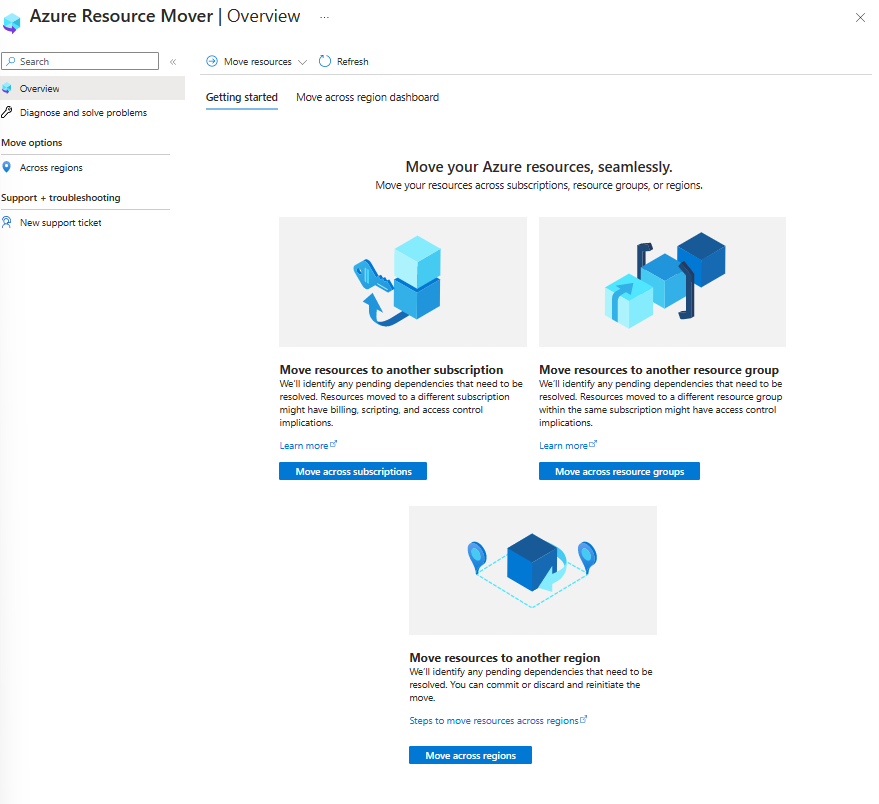 Azure Resource Mover | Overview ...
Search
«
Move resources
Refresh
Overview
Diagnose and solve problems
Move options
Across regions
Support + troubleshooting
New support ticket
Getting started
Move across region dashboard
Move your Azure resources, seamlessly.
Move your resources across subscriptions, resource groups, or regions.
Move resources to another subscription
We'll identify any pending dependencies that need to be
resolved. Resources moved to a different subscription
might have billing, scripting, and access control
implications.
Learn more
Move across subscriptions
Move resources to another resource group
We'll identify any pending dependencies that need to be
resolved. Resources moved to a different resource group
within the same subscription might have access control
implications.
Learn more
Move across resource groups
Move resources to another region
We'll identify any pending dependencies that need to be
resolved. You can commit or discard and reinitiate the
move.
Steps to move resources across regions
Move across regions